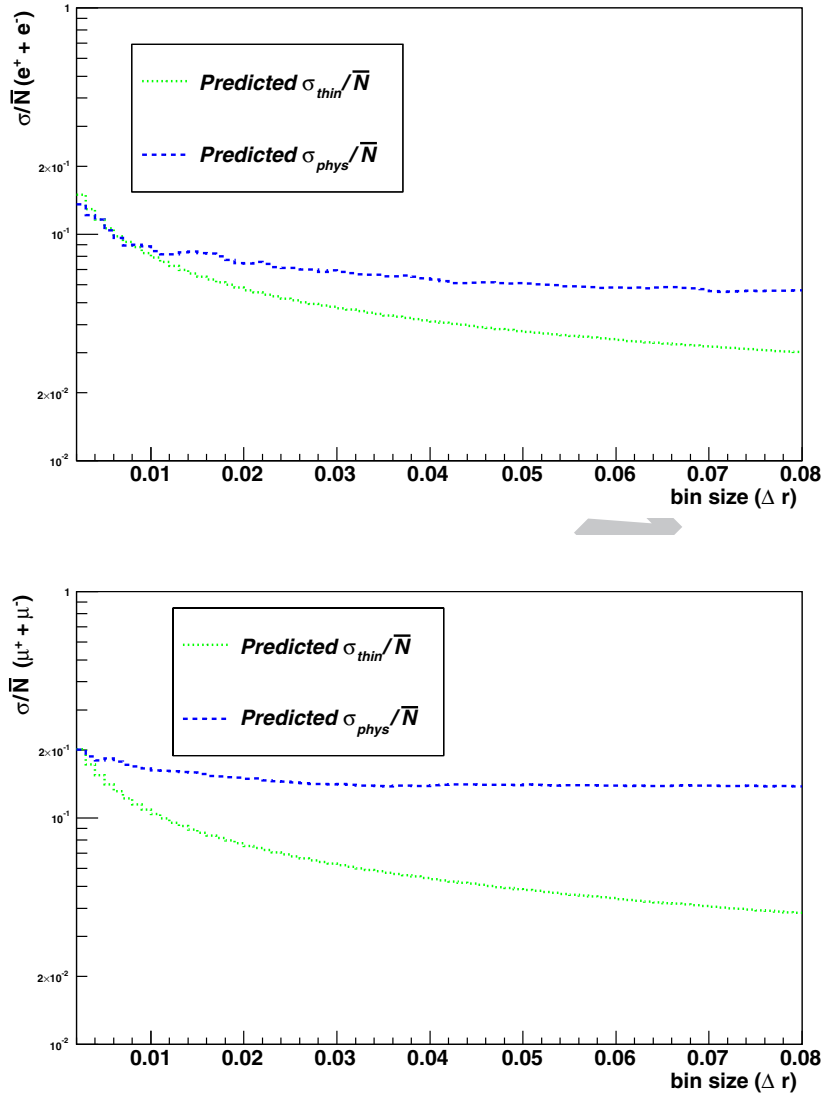 σ/N̅ (e⁺ + e⁻)
1
2×10⁻¹
10⁻¹
2×10⁻²
10⁻²
Predicted σ_thin/N̅
Predicted σ_phys/N̅
0.01 0.02 0.03 0.04 0.05 0.06 0.07 0.08
bin size (Δ r)
σ/N̅ (μ⁺ + μ⁻)
1
2×10⁻¹
10⁻¹
2×10⁻²
10⁻²
Predicted σ_thin/N̅
Predicted σ_phys/N̅
0.01 0.02 0.03 0.04 0.05 0.06 0.07 0.08
bin size (Δ r)